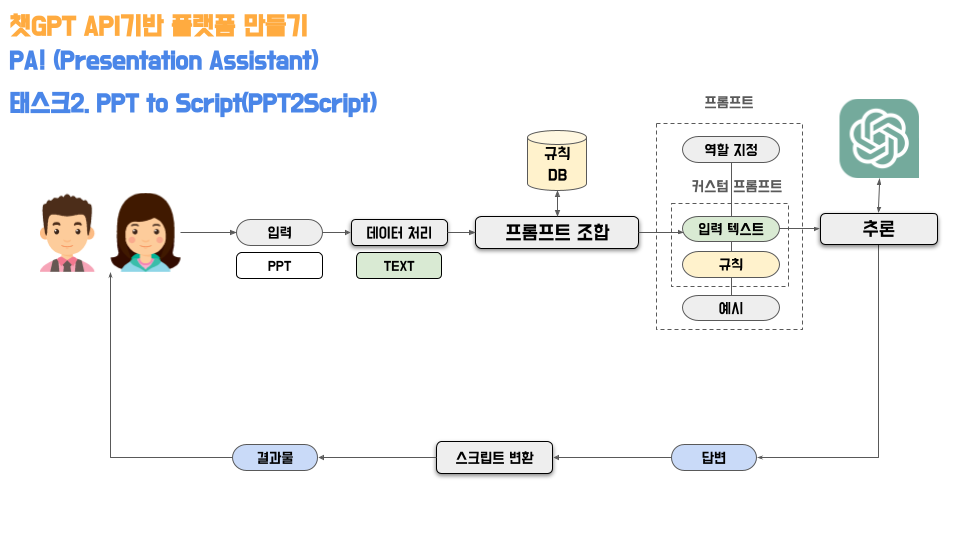 챗GPT API기반 플랫폼 만들기
PA! (Presentation Assistant)
태스크2. PPT to Script(PPT2Script)
프롬프트
규칙
DB
역할 지정
커스텀 프롬프트
입력
데이터 처리
프롬프트 조합
입력 텍스트
추론
PPT
TEXT
규칙
예시
결과물
스크립트 변환
답변